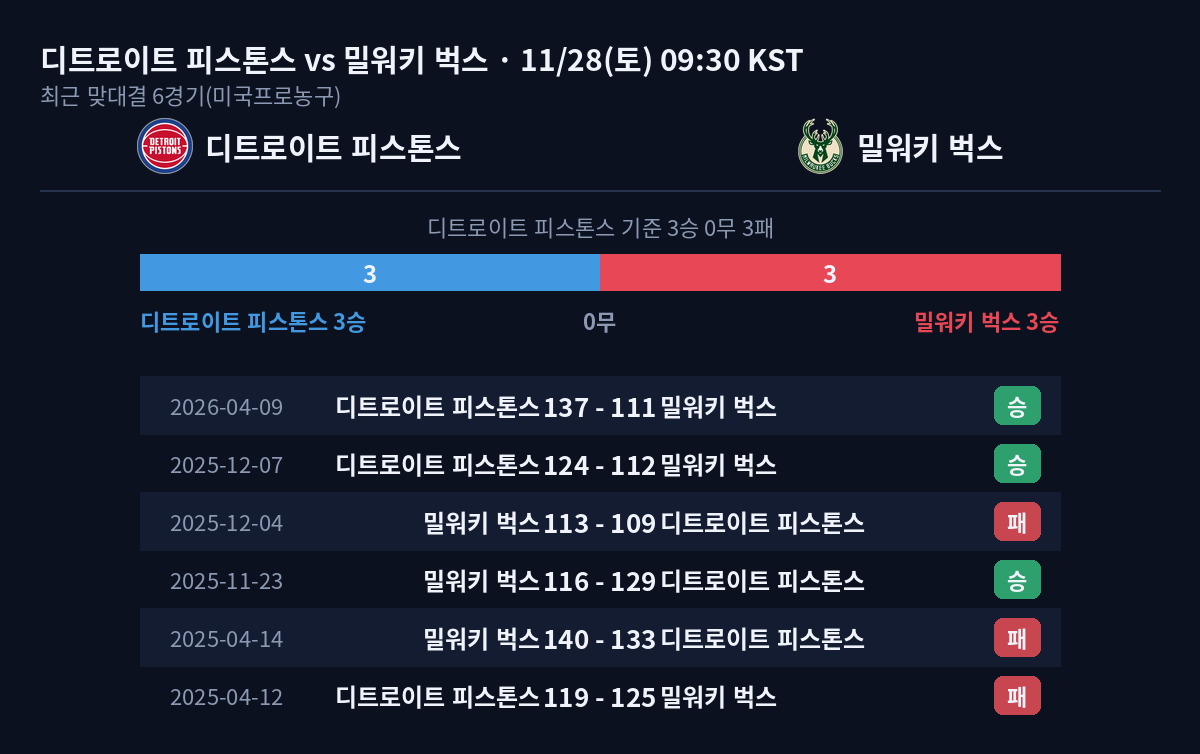 디트로이트 피스톤스 vs 밀워키 벅스 · 11/28(토) 09:30 KST
최근 맞대결 6경기(미국프로농구)
DETROIT PISTONS 디트로이트 피스톤스 밀워키 벅스
디트로이트 피스톤스 기준 3승 0무 3패
3 3
디트로이트 피스톤스 3승 0무 밀워키 벅스 3승
2026-04-09 디트로이트 피스톤스 137 - 111 밀워키 벅스 승
2025-12-07 디트로이트 피스톤스 124 - 112 밀워키 벅스 승
2025-12-04 밀워키 벅스 113 - 109 디트로이트 피스톤스 패
2025-11-23 밀워키 벅스 116 - 129 디트로이트 피스톤스 승
2025-04-14 밀워키 벅스 140 - 133 디트로이트 피스톤스 패
2025-04-12 디트로이트 피스톤스 119 - 125 밀워키 벅스 패